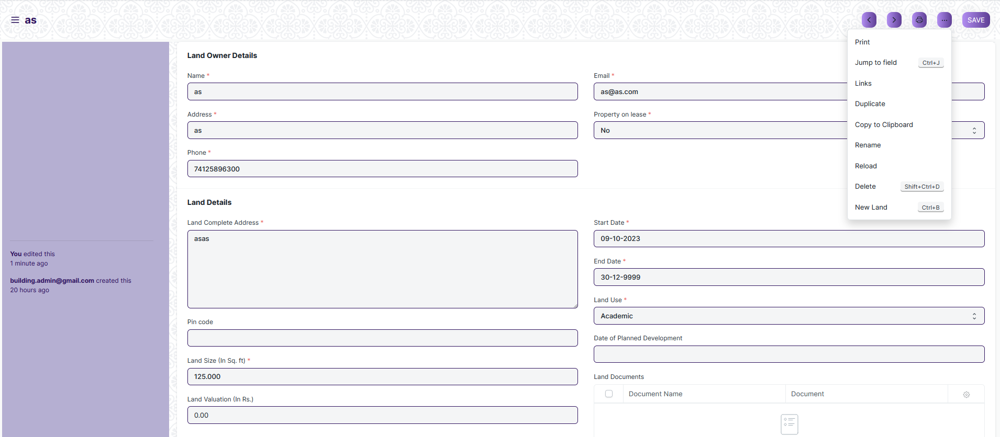 as
SAVE
Print
Jump to field Ctrl+J
Links
Duplicate
Copy to Clipboard
Rename
Reload
Delete Shift+Ctrl+D
New Land Ctrl+B
You edited this
1 minute ago
building.admin@gmail.com created this
20 hours ago
Land Owner Details
Name *
as
Address *
as
Phone *
74125896300
Email *
as@as.com
Property on lease *
No
Land Details
Land Complete Address *
asas
Pin code
Land Size (In Sq. ft) *
125.000
Land Valuation (In Rs.)
0.00
Start Date *
09-10-2023
End Date *
30-12-9999
Land Use *
Academic
Date of Planned Development
Land Documents
Document Name Document